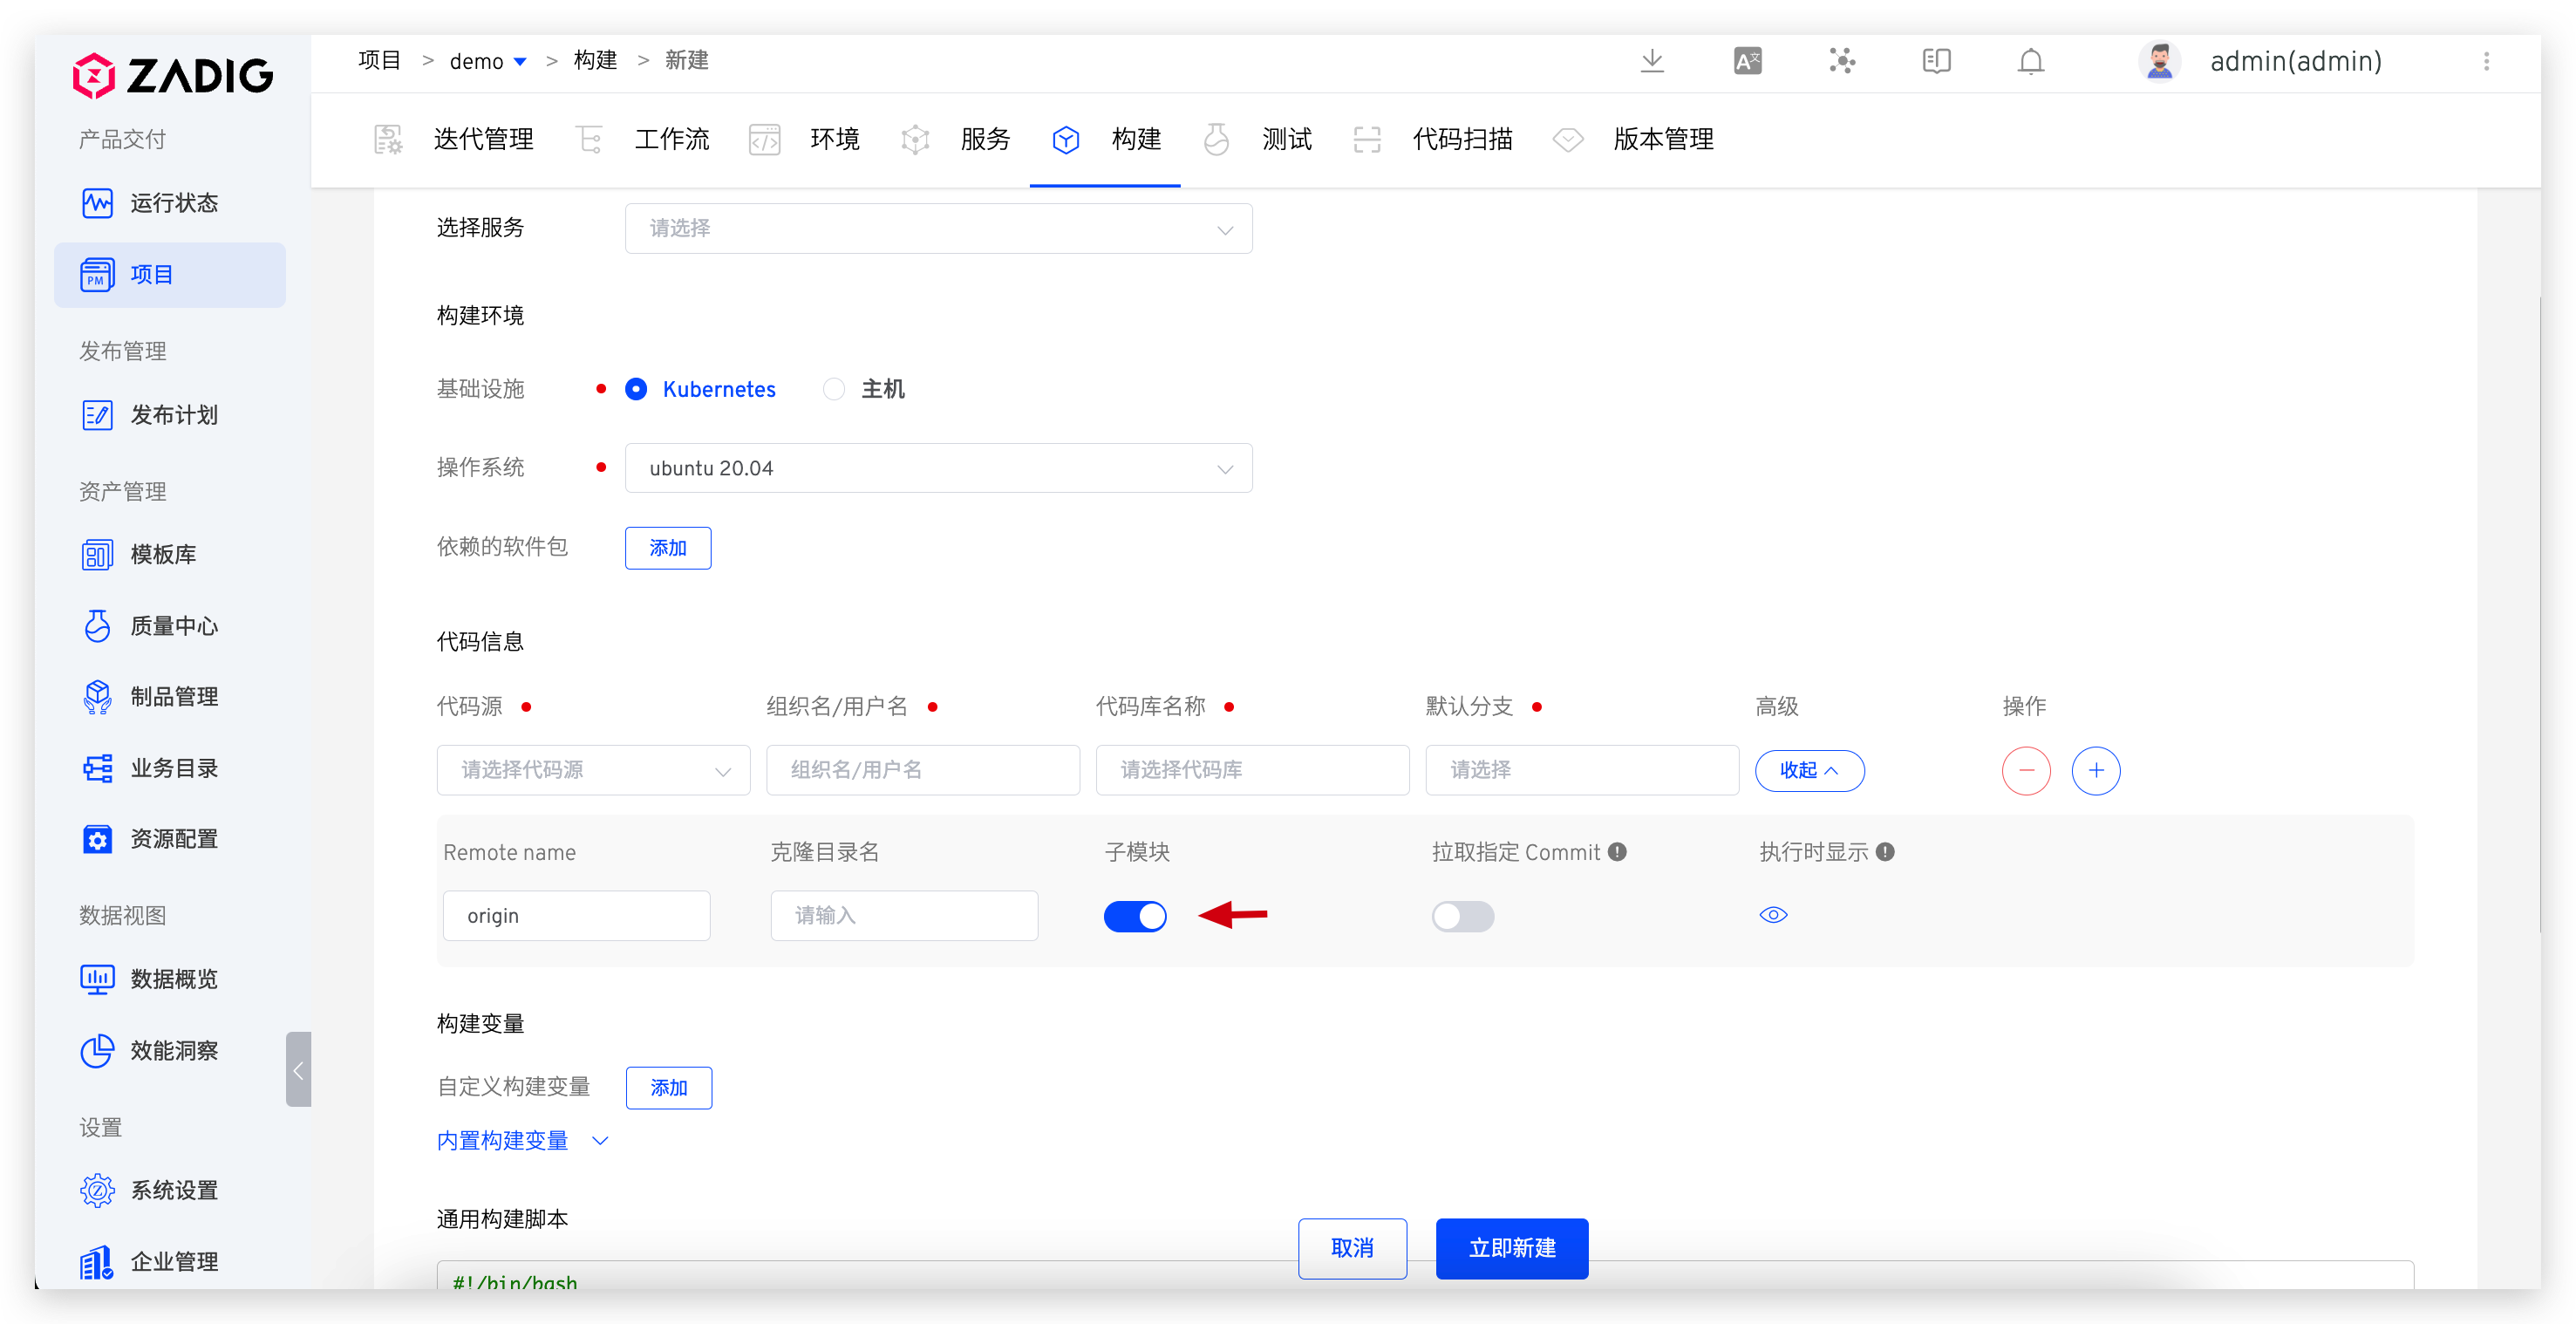 ZADIG
产品交付
运行状态
PM
项目
发布管理
发布计划
资产管理
模板库
质量中心
制品管理
业务目录
资源配置
数据视图
数据概览
效能洞察
设置
系统设置
企业管理
项目 > demo > 构建 > 新建
admin(admin)
迭代管理 工作流 环境 服务 构建 测试 代码扫描 版本管理
选择服务 请选择
构建环境
基础设施 Kubernetes 主机
操作系统 ubuntu 20.04
依赖的软件包 添加
代码信息
代码源 组织名/用户名 代码库名称 默认分支 高级 操作
请选择代码源 组织名/用户名 请选择代码库 请选择 收起
Remote name 克隆目录名 子模块 拉取指定 Commit 执行时显示
origin 请输入
构建变量
自定义构建变量 添加
内置构建变量
通用构建脚本
取消 立即新建
#!/bin/bash